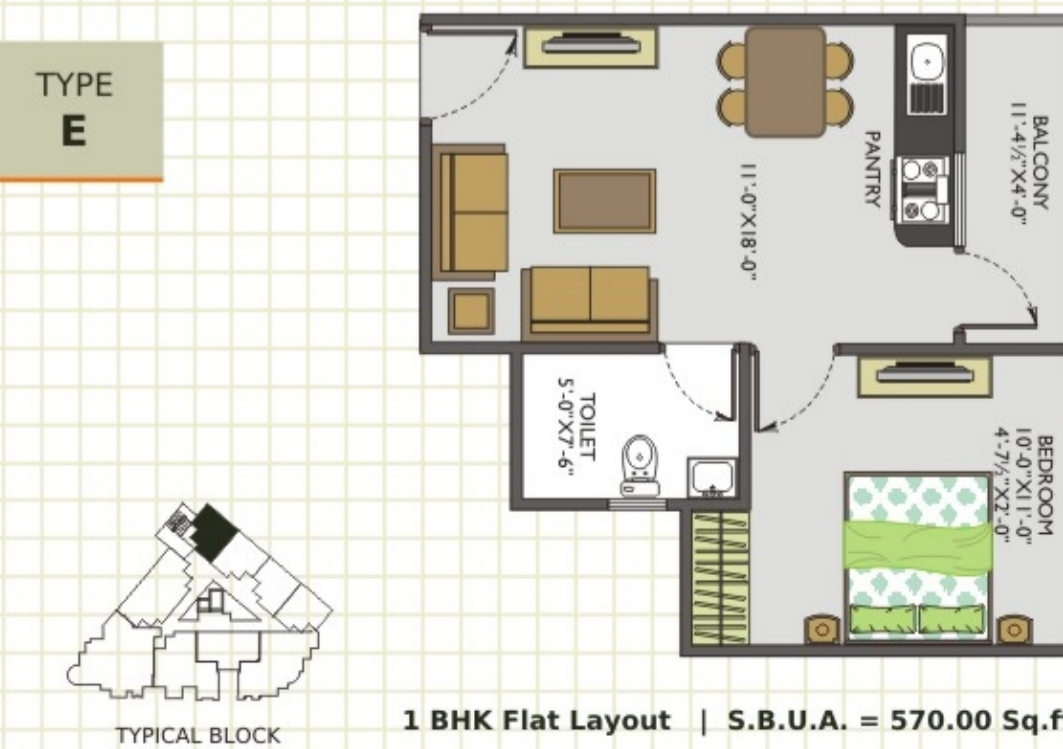 TYPE
E
PANTRY
11'-0"X18'-0"
BALCONY
11'-4½"X4'-0"
TOILET
5'-0"X7'-6"
BEDROOM
10'-0"X11'-0"
4'-7½"X2'-0"
TYPICAL BLOCK
1 BHK Flat Layout | S.B.U.A. = 570.00 Sq.f